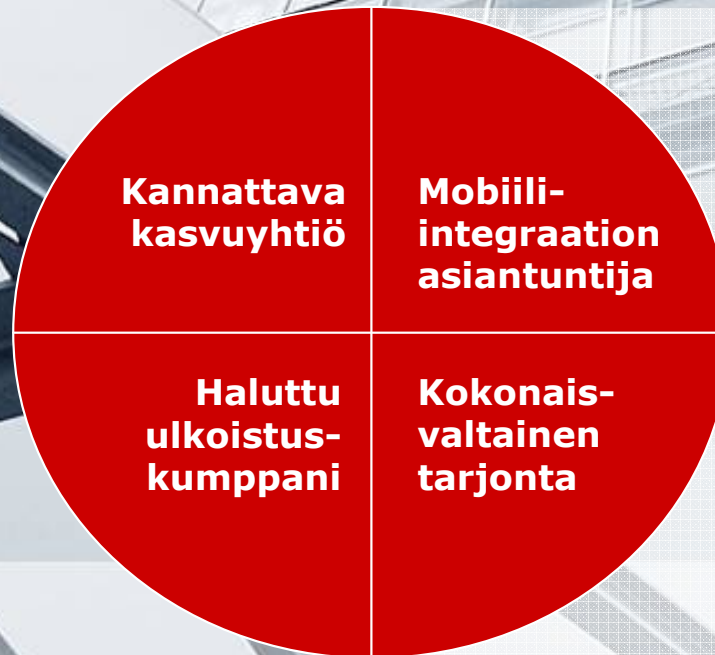 Kannattava
kasvuyhtiö
Mobiili-
integraation
asiantuntija
Haluttu
ulkoistus-
kumppani
Kokonais-
valtainen
tarjonta